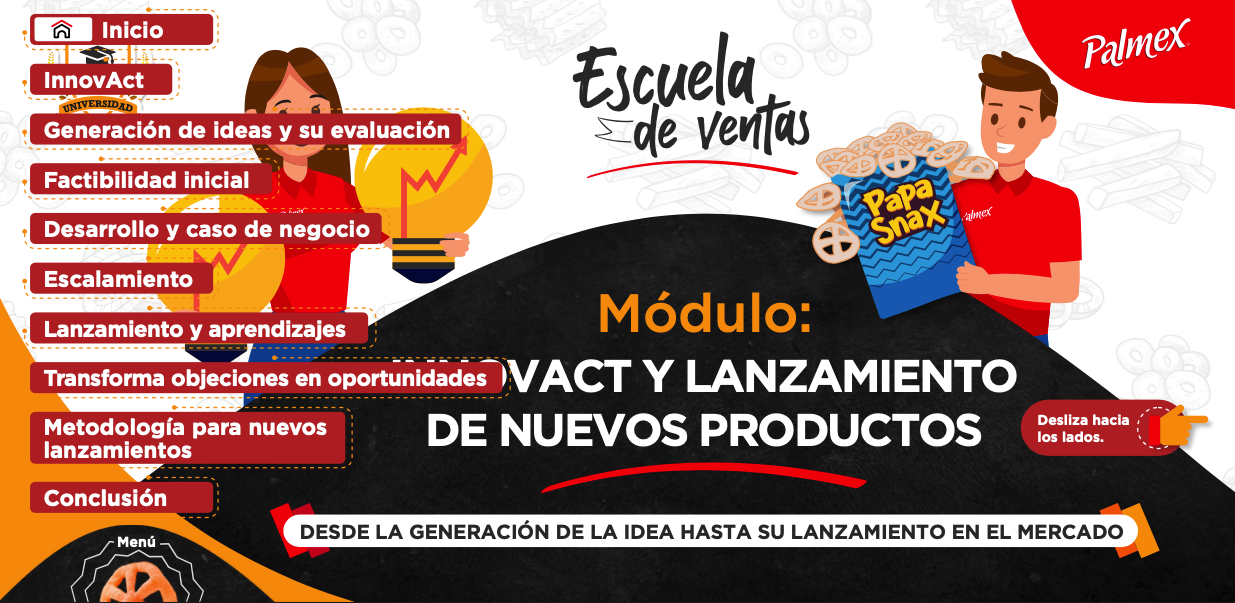 Inicio
InnovAct
UNIVERSIDAD
Generación de ideas y su evaluación
Factibilidad inicial
Desarrollo y caso de negocio
Escalamiento
Lanzamiento y aprendizajes
Transforma objeciones en oportunidades
Metodología para nuevos
lanzamientos
Conclusión
Menú
Escuela
de ventas
Palmex
Papa
Snax
Palmex
Módulo:
VACT Y LANZAMIENTO
DE NUEVOS PRODUCTOS
Desliza hacia
los lados.
DESDE LA GENERACIÓN DE LA IDEA HASTA SU LANZAMIENTO EN EL MERCADO